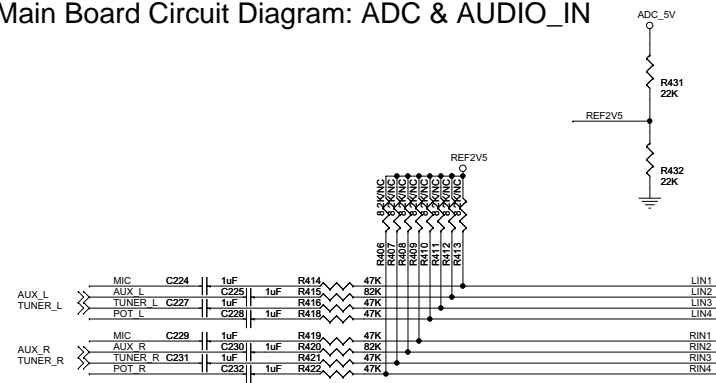 Main Board Circuit Diagram: ADC & AUDIO_IN
ADC_5V
R431
22K
REF2V5
R432
22K
REF2V5
8.2K/NC 8.2K/NC 8.2K/NC 8.2K/NC 8.2K/NC 8.2K/NC 8.2K/NC 8.2K/NC
R406 R407 R408 R409 R410 R411 R412 R413
AUX_L
TUNER_L
MIC C224 1uF R414 47K LIN1
AUX_L C225 1uF R415 82K LIN2
TUNER_L C227 1uF R416 47K LIN3
POT_L C228 1uF R418 47K LIN4
AUX_R
TUNER_R
MIC C229 1uF R419 47K RIN1
AUX_R C230 1uF R420 82K RIN2
TUNER_R C231 1uF R421 47K RIN3
POT_R C232 1uF R422 47K RIN4